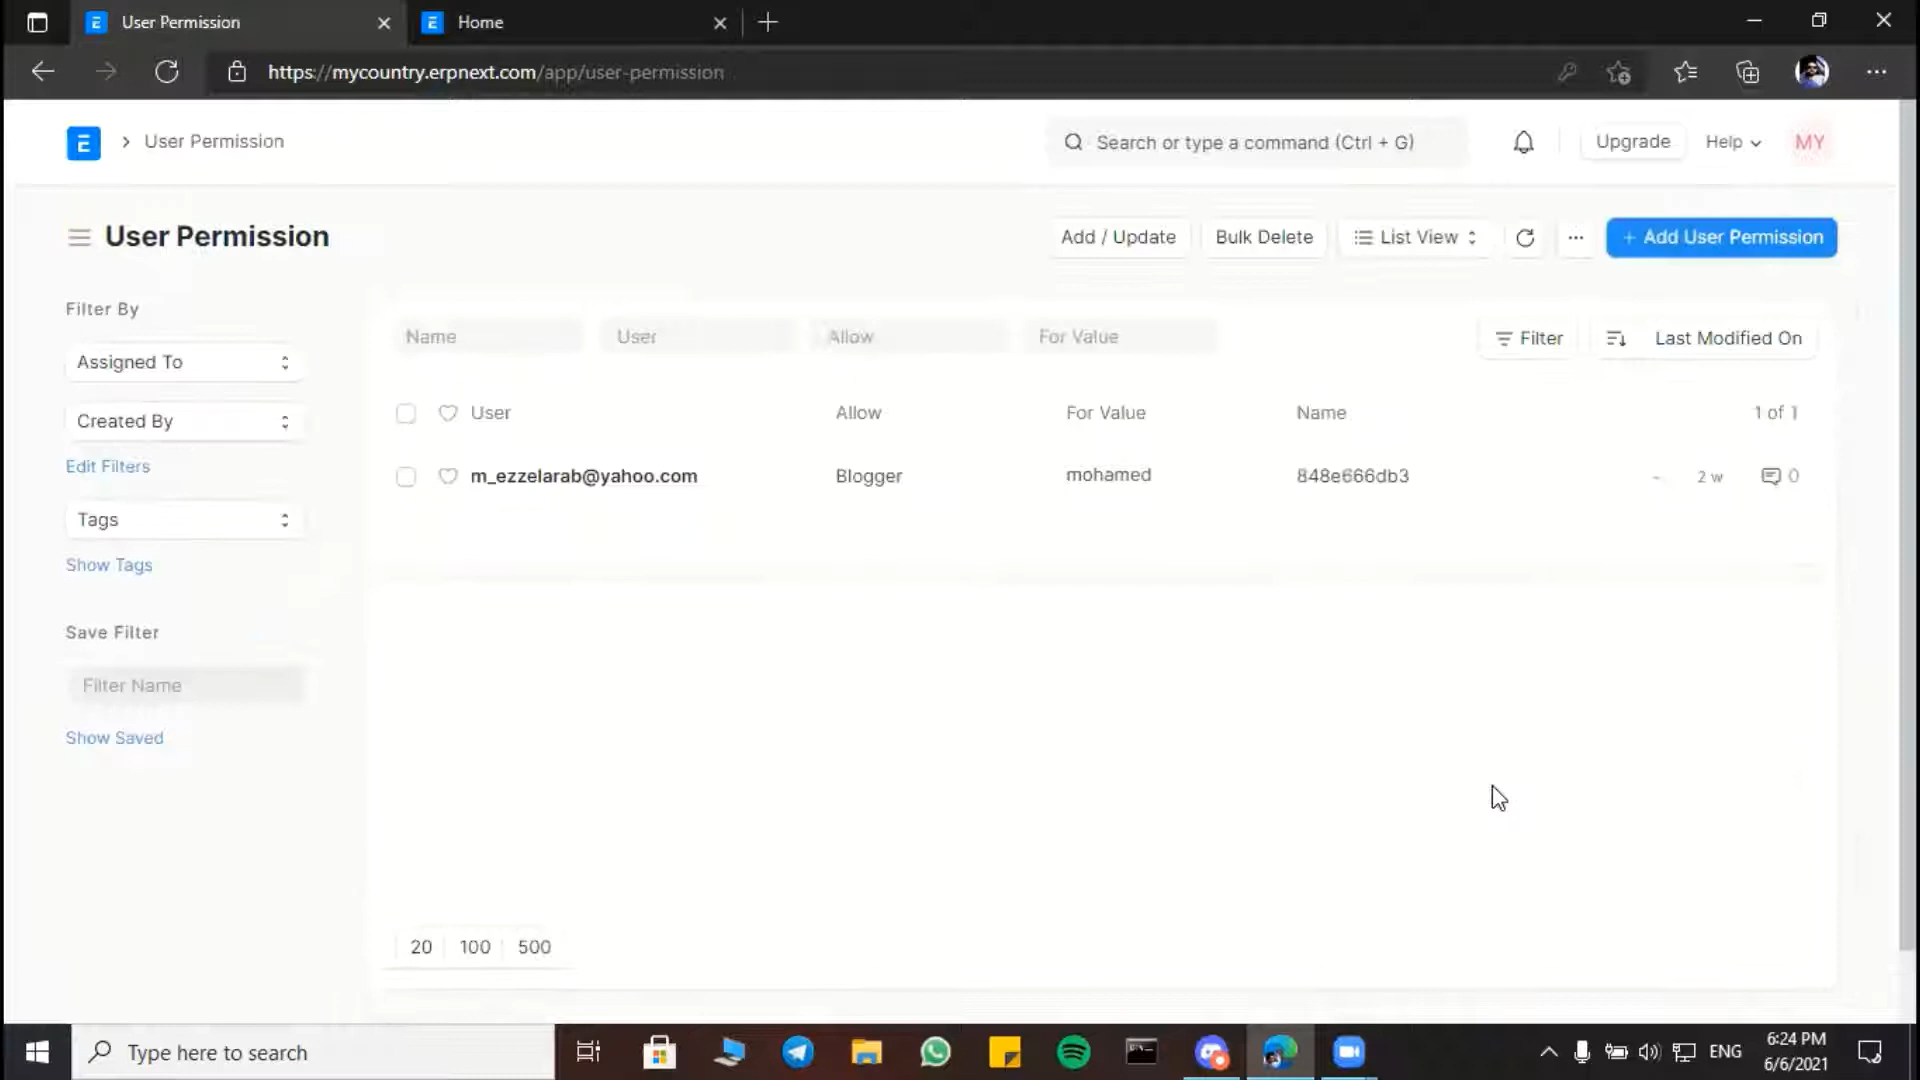 User Permission
Home
https://mycountry.erpnext.com/app/user-permission
User Permission
Search or type a command (Ctrl + G)
Upgrade
Help
MY
User Permission
Add / Update
Bulk Delete
List View
+ Add User Permission
Filter By
Name
User
Allow
For Value
Filter
Last Modified On
Assigned To
Created By
User
Allow
For Value
Name
1 of 1
Edit Filters
m_ezzelarab@yahoo.com
Blogger
mohamed
848e666db3
2 w
0
Tags
Show Tags
Save Filter
Filter Name
Show Saved
20
100
500
Type here to search
ENG
6:24 PM
6/6/2021